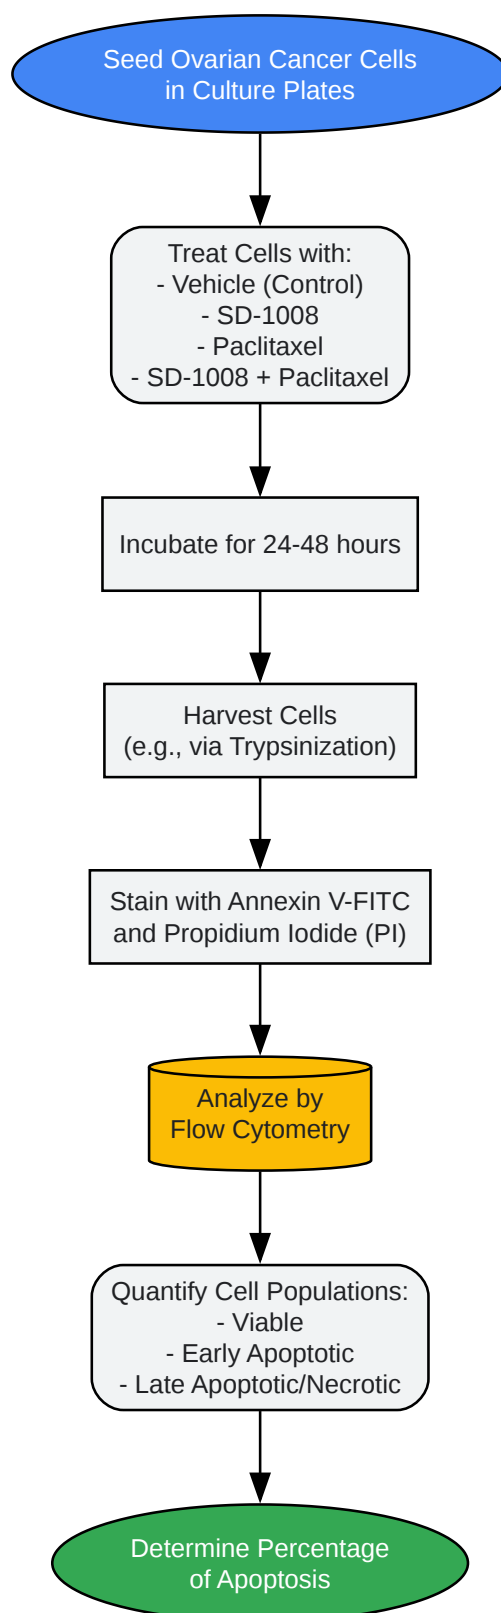 Seed Ovarian Cancer Cells
in Culture Plates
Treat Cells with:
- Vehicle (Control)
- SD-1008
- Paclitaxel
- SD-1008 + Paclitaxel
Incubate for 24-48 hours
Harvest Cells
(e.g., via Trypsinization)
Stain with Annexin V-FITC
and Propidium Iodide (PI)
Analyze by
Flow Cytometry
Quantify Cell Populations:
- Viable
- Early Apoptotic
- Late Apoptotic/Necrotic
Determine Percentage
of Apoptosis